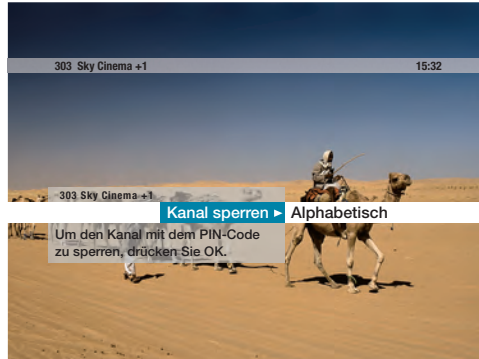 303 Sky Cinema +1 15:32
303 Sky Cinema +1
Kanal sperren ▸ Alphabetisch
Um den Kanal mit dem PIN-Code
zu sperren, drücken Sie OK.